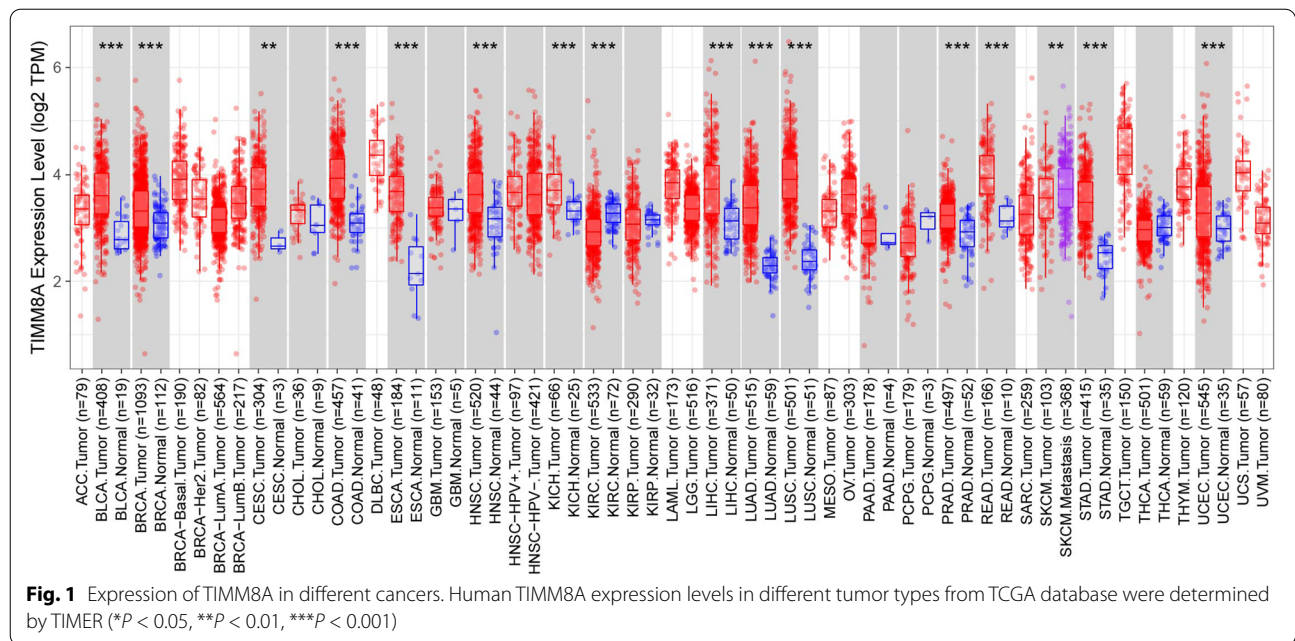 *** *** ** *** *** *** *** *** *** *** *** *** *** ** *** ***
TIMM8A Expression Level (log2 TPM)
6
4
2
ACC.Tumor (n=79)
BLCA.Tumor (n=408)
BLCA.Normal (n=19)
BRCA.Tumor (n=1093)
BRCA.Normal (n=112)
BRCA-Basal.Tumor (n=190)
BRCA-Her2.Tumor (n=82)
BRCA-LumA.Tumor (n=564)
BRCA-LumB.Tumor (n=217)
CESC.Tumor (n=304)
CESC.Normal (n=3)
CHOL.Tumor (n=36)
CHOL.Normal (n=9)
COAD.Tumor (n=457)
COAD.Normal (n=41)
DLBC.Tumor (n=48)
ESCA.Tumor (n=184)
ESCA.Normal (n=11)
GBM.Tumor (n=153)
GBM.Normal (n=5)
HNSC.Tumor (n=520)
HNSC.Normal (n=44)
HNSC-HPV+.Tumor (n=97)
HNSC-HPV-.Tumor (n=421)
KICH.Tumor (n=66)
KICH.Normal (n=25)
KIRC.Tumor (n=533)
KIRC.Normal (n=72)
KIRP.Tumor (n=290)
KIRP.Normal (n=32)
LAML.Tumor (n=173)
LGG.Tumor (n=516)
LIHC.Tumor (n=371)
LIHC.Normal (n=50)
LUAD.Tumor (n=515)
LUAD.Normal (n=59)
LUSC.Tumor (n=501)
LUSC.Normal (n=51)
MESO.Tumor (n=87)
OV.Tumor (n=303)
PAAD.Tumor (n=178)
PAAD.Normal (n=4)
PCPG.Tumor (n=179)
PCPG.Normal (n=3)
PRAD.Tumor (n=497)
PRAD.Normal (n=52)
READ.Tumor (n=166)
READ.Normal (n=10)
SARC.Tumor (n=259)
SKCM.Tumor (n=103)
SKCM.Metastasis (n=368)
STAD.Tumor (n=415)
STAD.Normal (n=35)
TGCT.Tumor (n=150)
THCA.Tumor (n=501)
THCA.Normal (n=59)
THYM.Tumor (n=120)
UCEC.Tumor (n=545)
UCEC.Normal (n=35)
UCS.Tumor (n=57)
UVM.Tumor (n=80)
Fig. 1 Expression of TIMM8A in different cancers. Human TIMM8A expression levels in different tumor types from TCGA database were determined
by TIMER (*P < 0.05, **P < 0.01, ***P < 0.001)